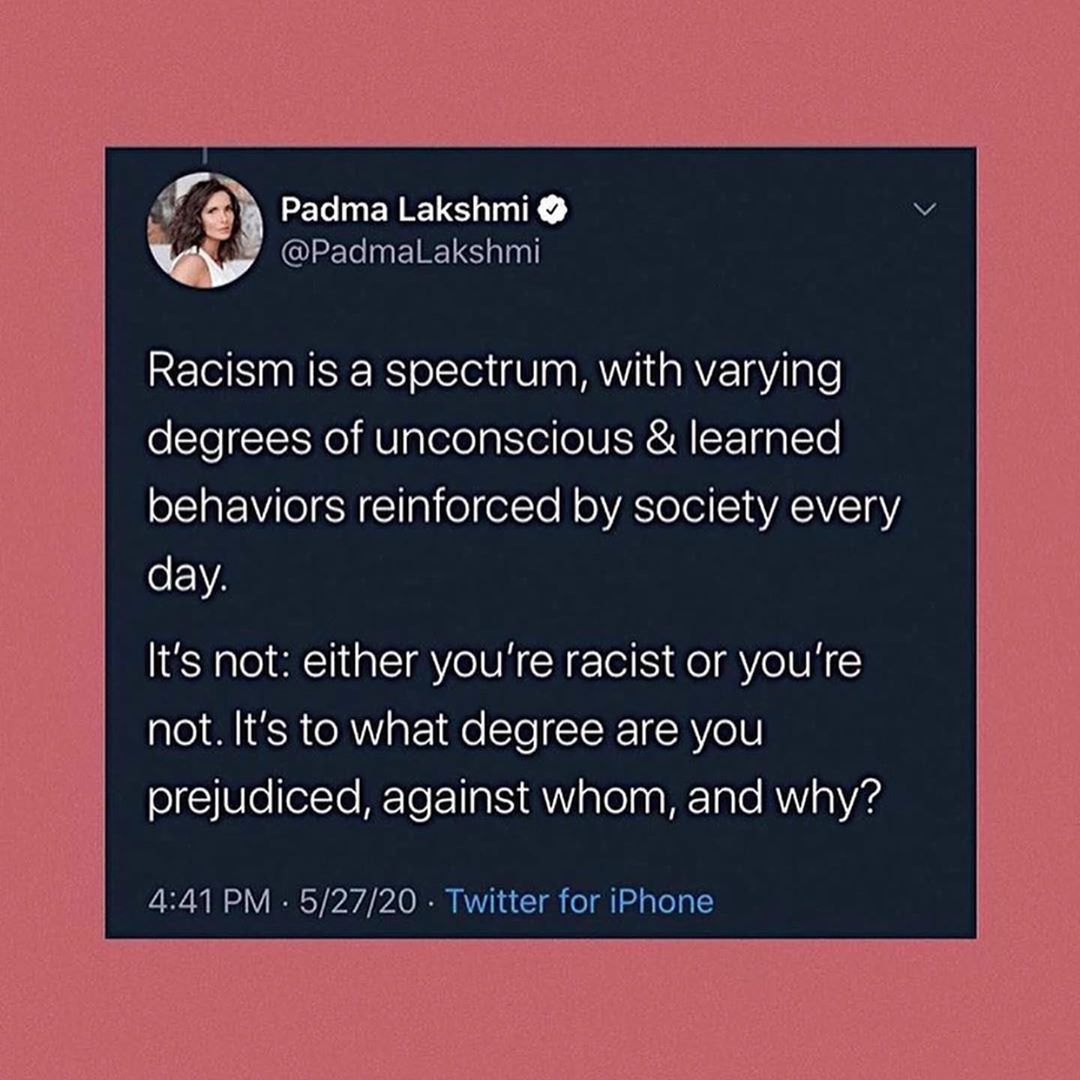 Padma Lakshmi
@PadmaLakshmi
Racism is a spectrum, with varying
degrees of unconscious & learned
behaviors reinforced by society every
day.
It's not: either you're racist or you're
not. It's to what degree are you
prejudiced, against whom, and why?
4:41 PM · 5/27/20 · Twitter for iPhone